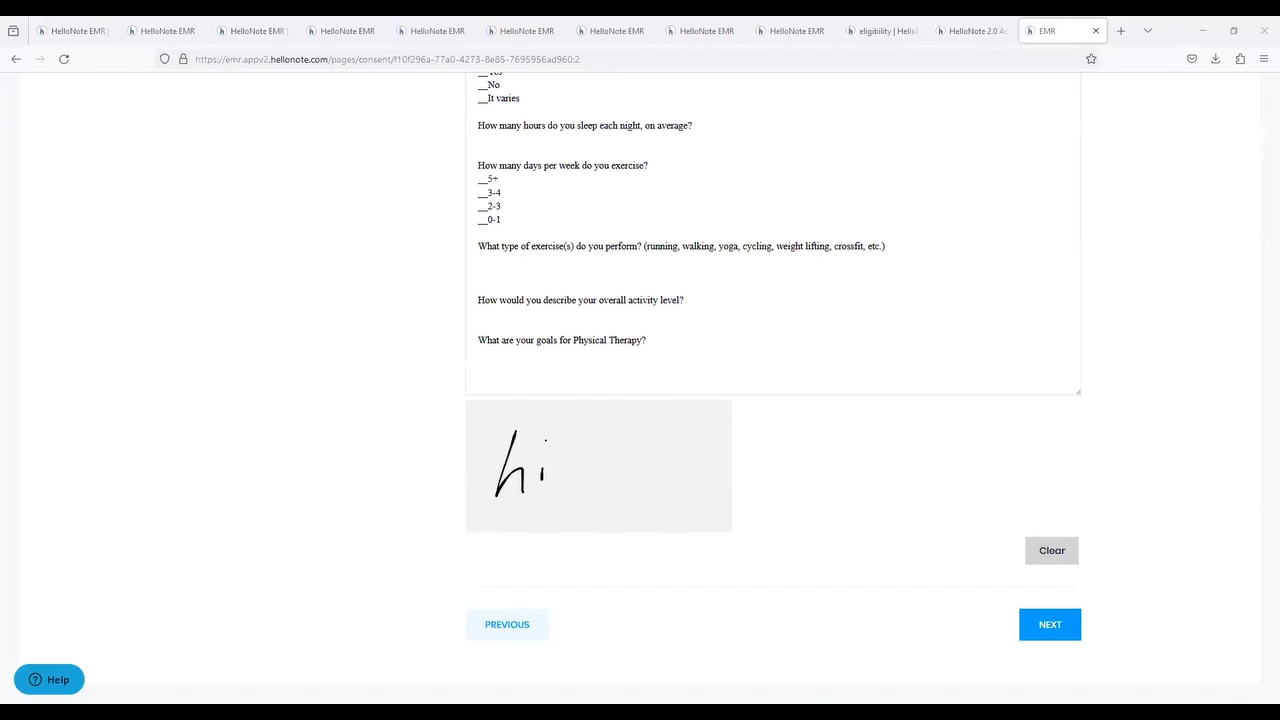 HelloNote EMR
HelloNote EMR
HelloNote EMR
HelloNote EMR
HelloNote EMR
HelloNote EMR
HelloNote EMR
HelloNote EMR
HelloNote EMR
eligibility | Hello
HelloNote 2.0 Ac
EMR
https://emr.appv2.hellonote.com/pages/consent/f10f296a-77a0-4273-8e85-7695956ad960:2
__Yes
__No
__It varies
How many hours do you sleep each night, on average?
How many days per week do you exercise?
__5+
__3-4
__2-3
__0-1
What type of exercise(s) do you perform? (running, walking, yoga, cycling, weight lifting, crossfit, etc.)
How would you describe your overall activity level?
What are your goals for Physical Therapy?
hi
Clear
PREVIOUS
NEXT
Help